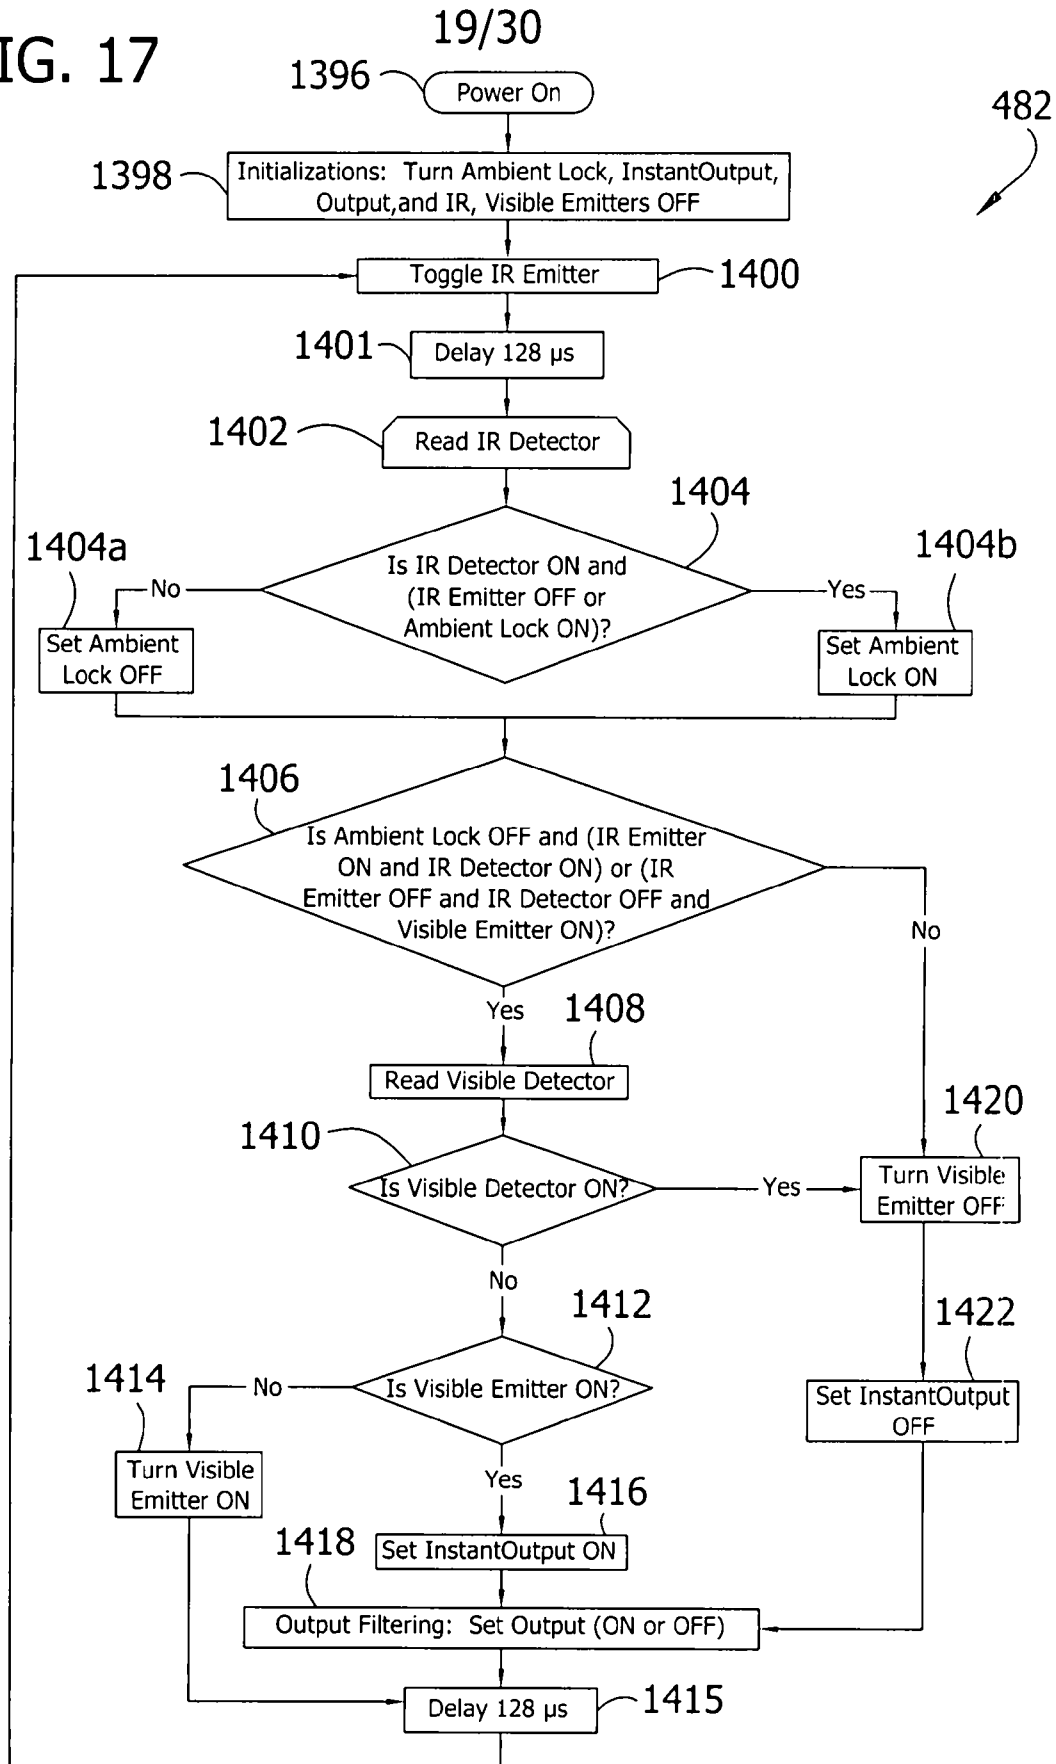 19/30
IG. 17
1396
Power On
482
1398
Initializations: Turn Ambient Lock, InstantOutput,
Output,and IR, Visible Emitters OFF
Toggle IR Emitter
1400
1401
Delay 128 µs
1402
Read IR Detector
1404
1404a
1404b
Is IR Detector ON and
(IR Emitter OFF or
Ambient Lock ON)?
No
Yes
Set Ambient
Lock OFF
Set Ambient
Lock ON
1406
Is Ambient Lock OFF and (IR Emitter
ON and IR Detector ON) or (IR
Emitter OFF and IR Detector OFF and
Visible Emitter ON)?
No
Yes
1408
Read Visible Detector
1410
1420
Is Visible Detector ON?
Yes
Turn Visible
Emitter OFF
No
1412
1422
1414
No
Is Visible Emitter ON?
Set InstantOutput
OFF
Turn Visible
Emitter ON
Yes
1416
1418
Set InstantOutput ON
Output Filtering: Set Output (ON or OFF)
Delay 128 µs
1415